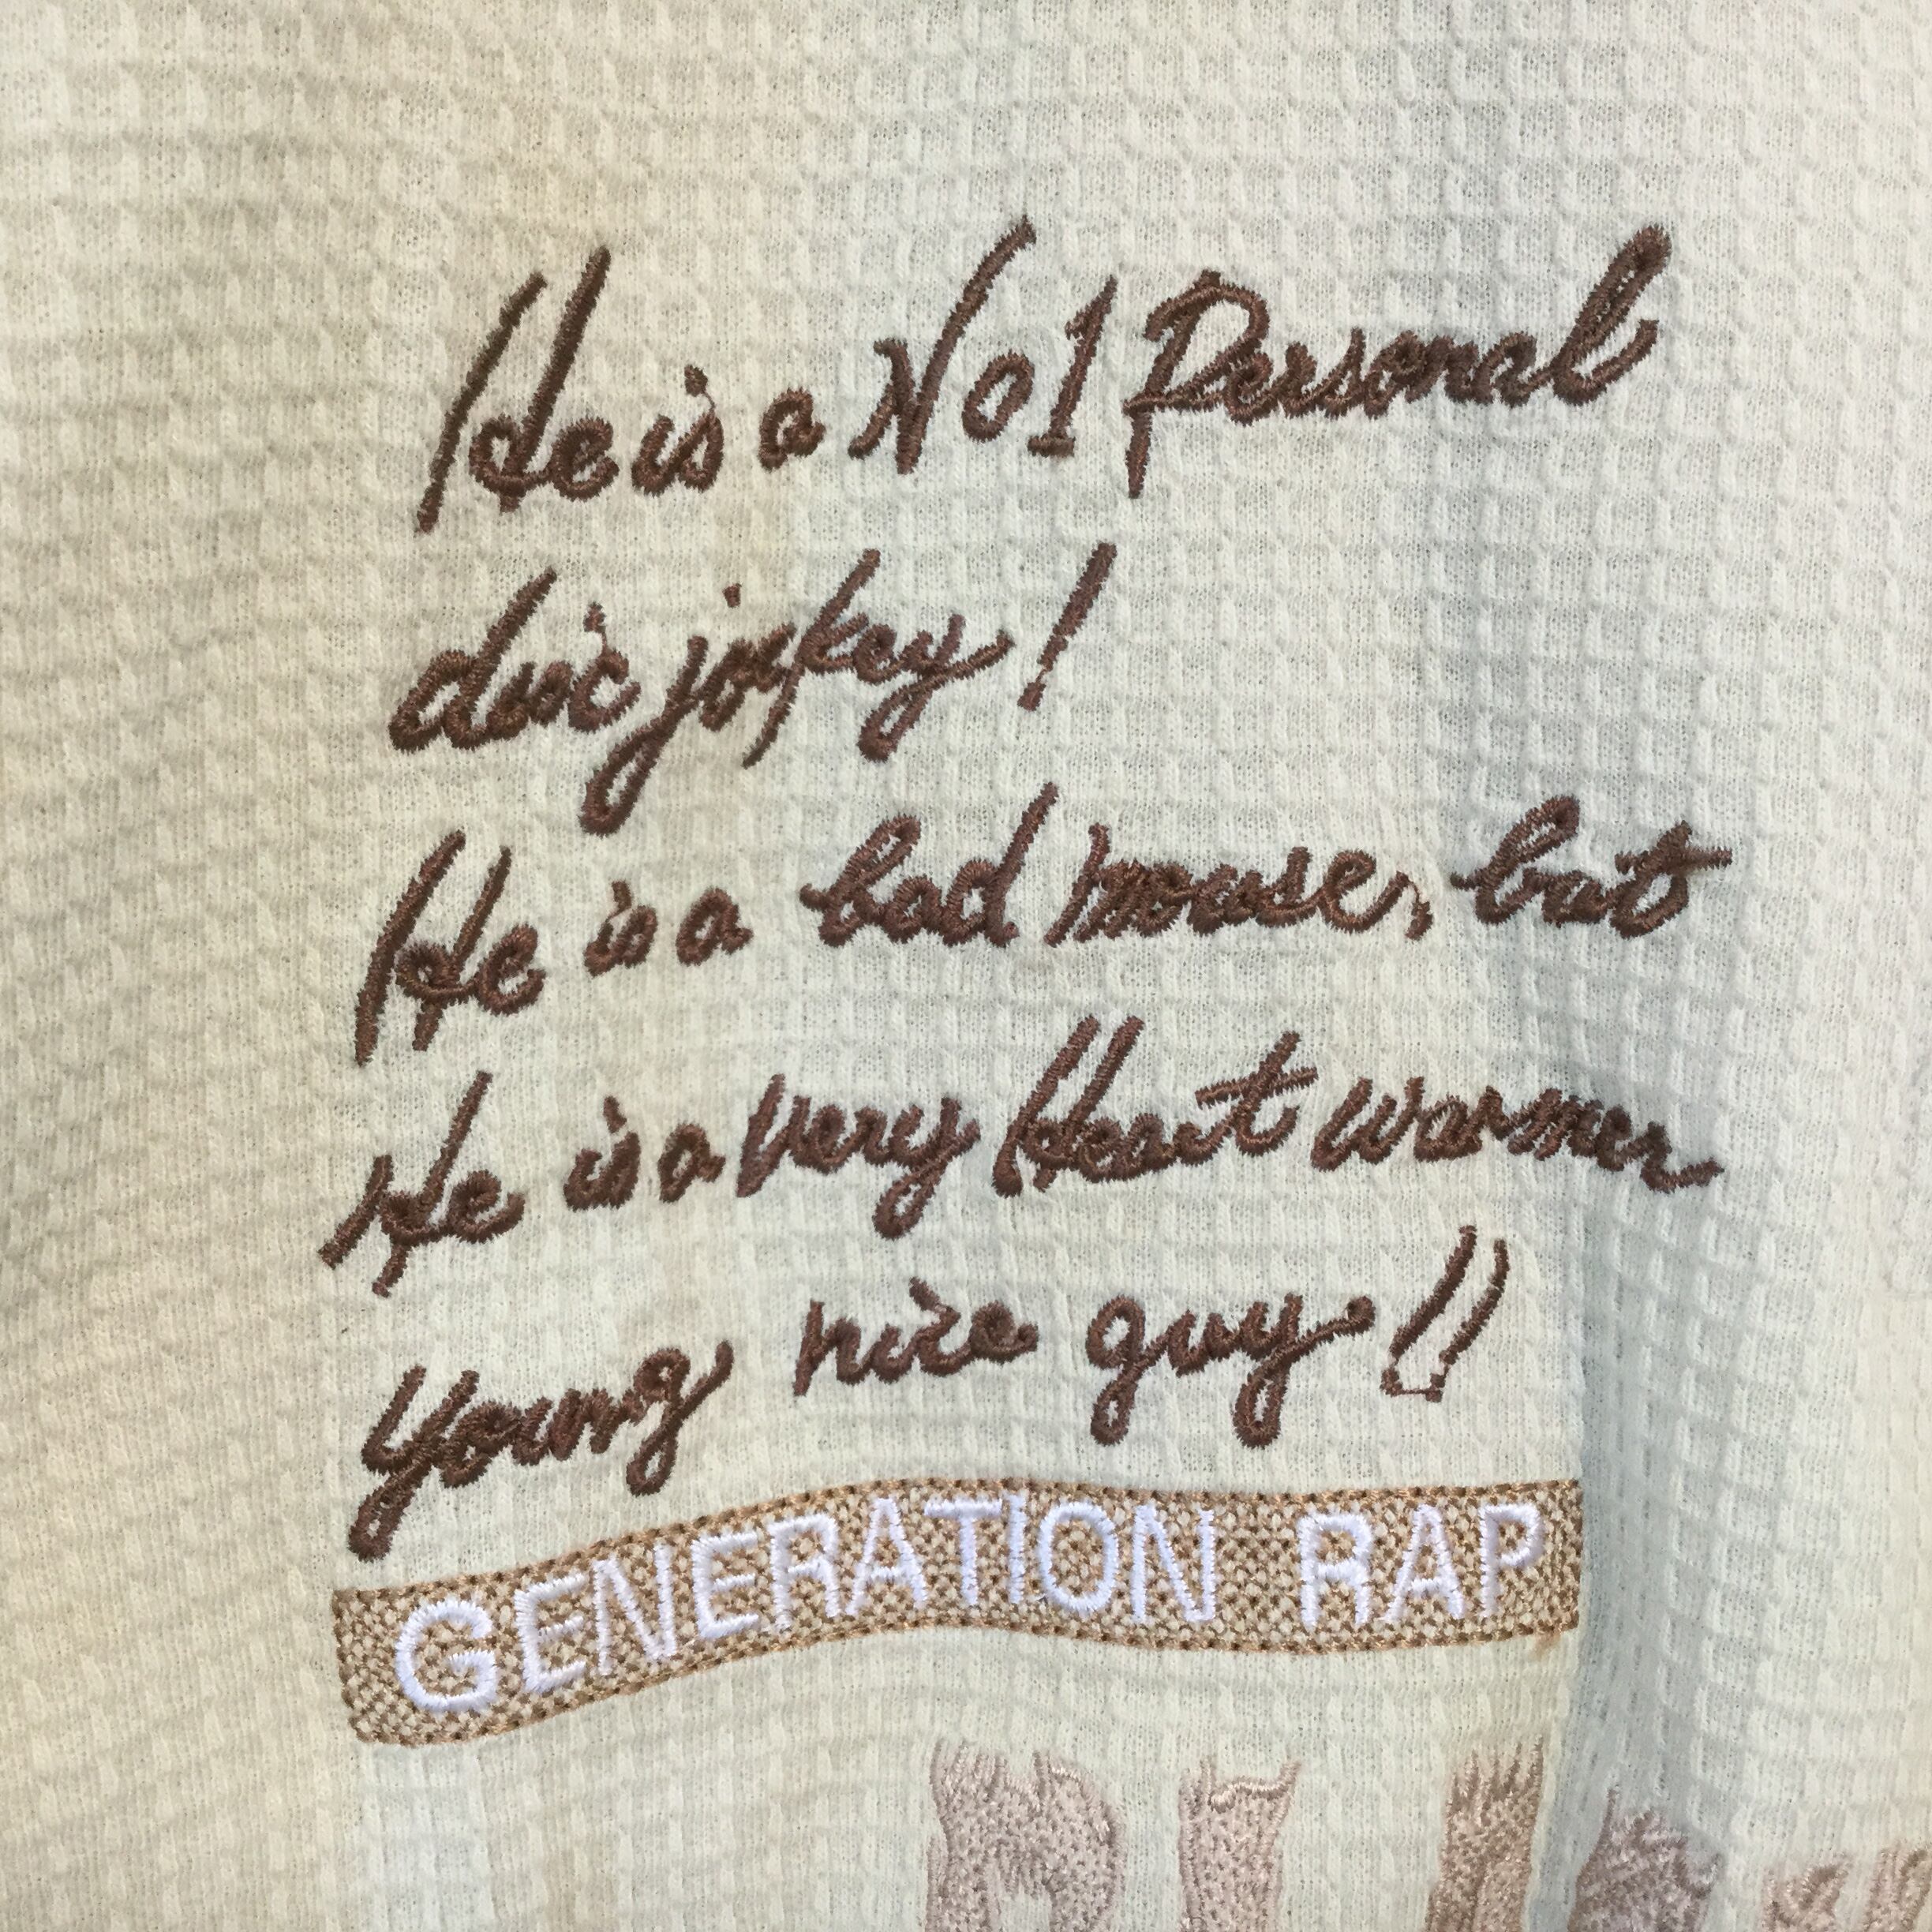 He is a No1 Personal
disc jockey!
He is a bad mouse, but
He is a very Heart warmer
young nice guy!!
GENERATION RAP